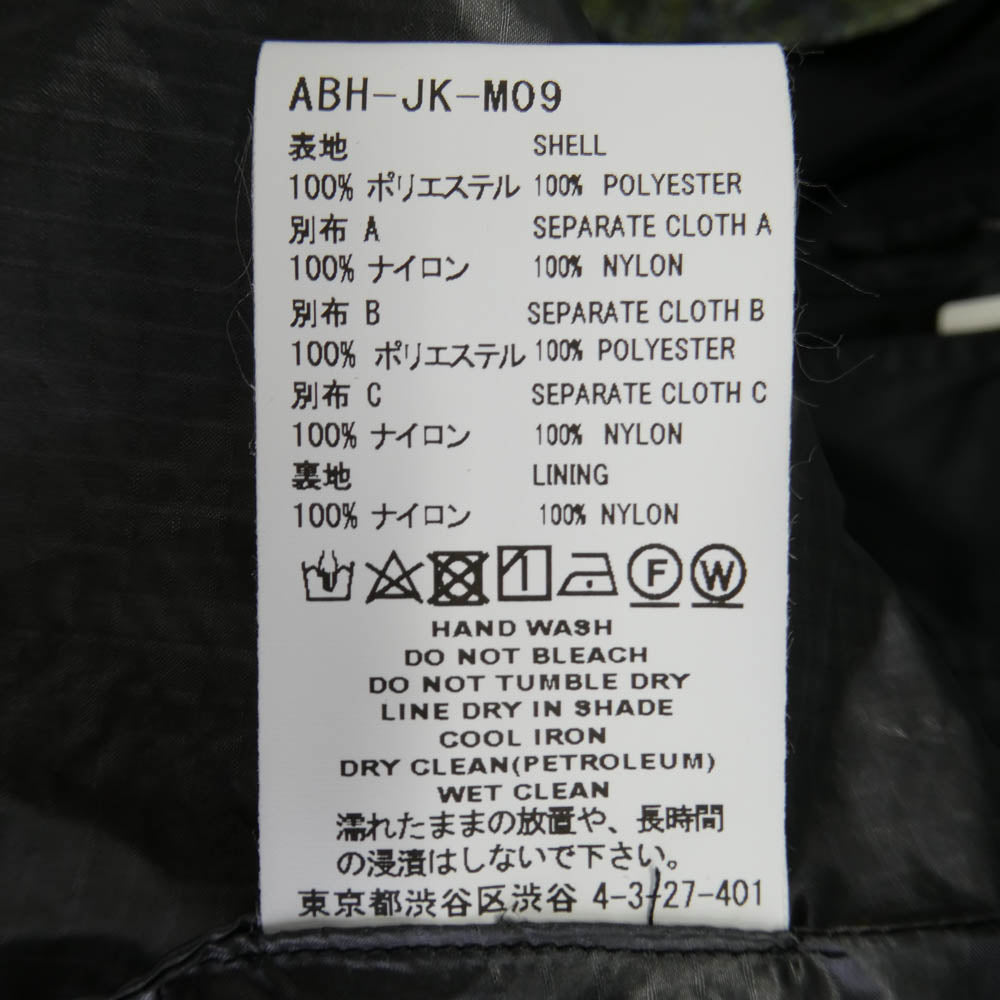 ABH-JK-M09
表地 SHELL
100% ポリエステル 100% POLYESTER
別布 A SEPARATE CLOTH A
100% ナイロン 100% NYLON
別布 B SEPARATE CLOTH B
100% ポリエステル 100% POLYESTER
別布 C SEPARATE CLOTH C
100% ナイロン 100% NYLON
裏地 LINING
100% ナイロン 100% NYLON
F W
HAND WASH
DO NOT BLEACH
DO NOT TUMBLE DRY
LINE DRY IN SHADE
COOL IRON
DRY CLEAN(PETROLEUM)
WET CLEAN
濡れたままの放置や、長時間
の浸漬はしないで下さい。
東京都渋谷区渋谷 4-3-27-401